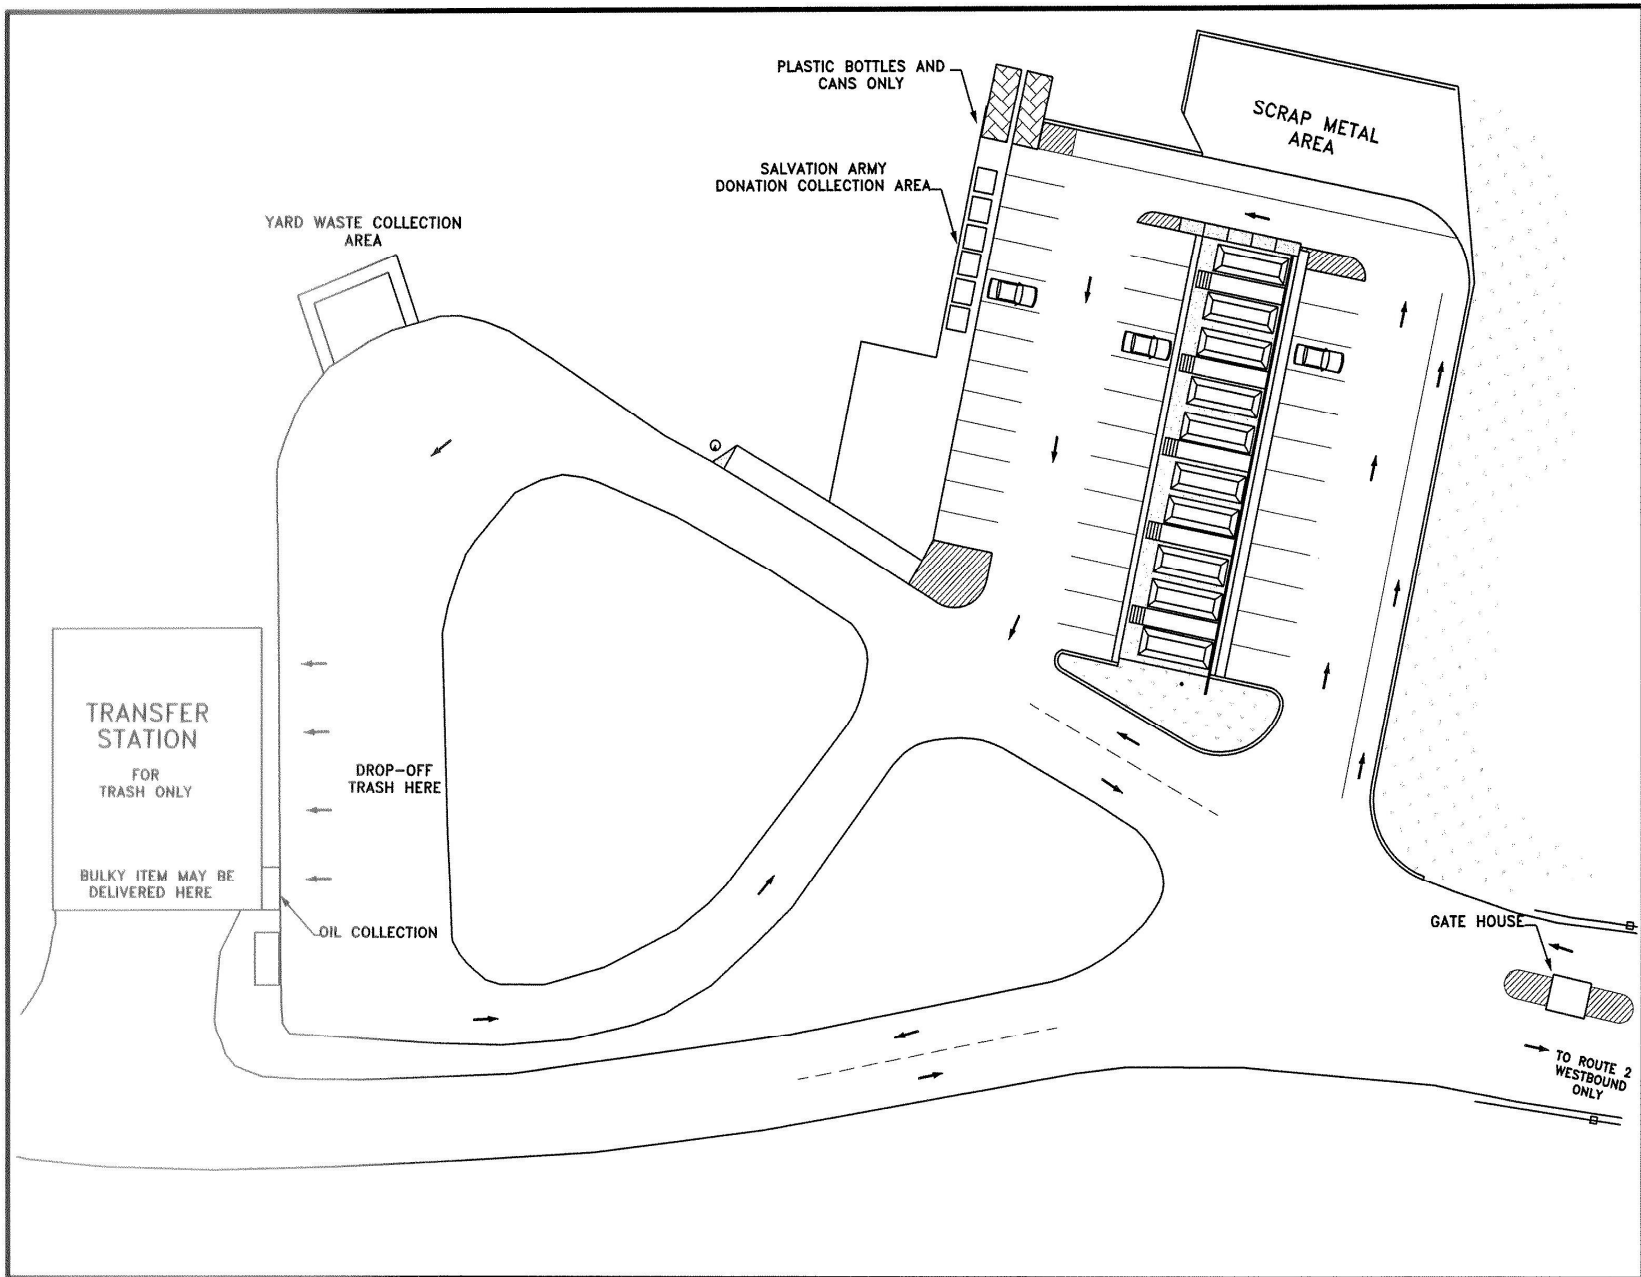 PLASTIC BOTTLES AND
CANS ONLY
SCRAP METAL
AREA
SALVATION ARMY
DONATION COLLECTION AREA
YARD WASTE COLLECTION
AREA
TRANSFER
STATION
FOR
TRASH ONLY
BULKY ITEM MAY BE
DELIVERED HERE
DROP-OFF
TRASH HERE
OIL COLLECTION
GATE HOUSE
TO ROUTE 2
WESTBOUND
ONLY